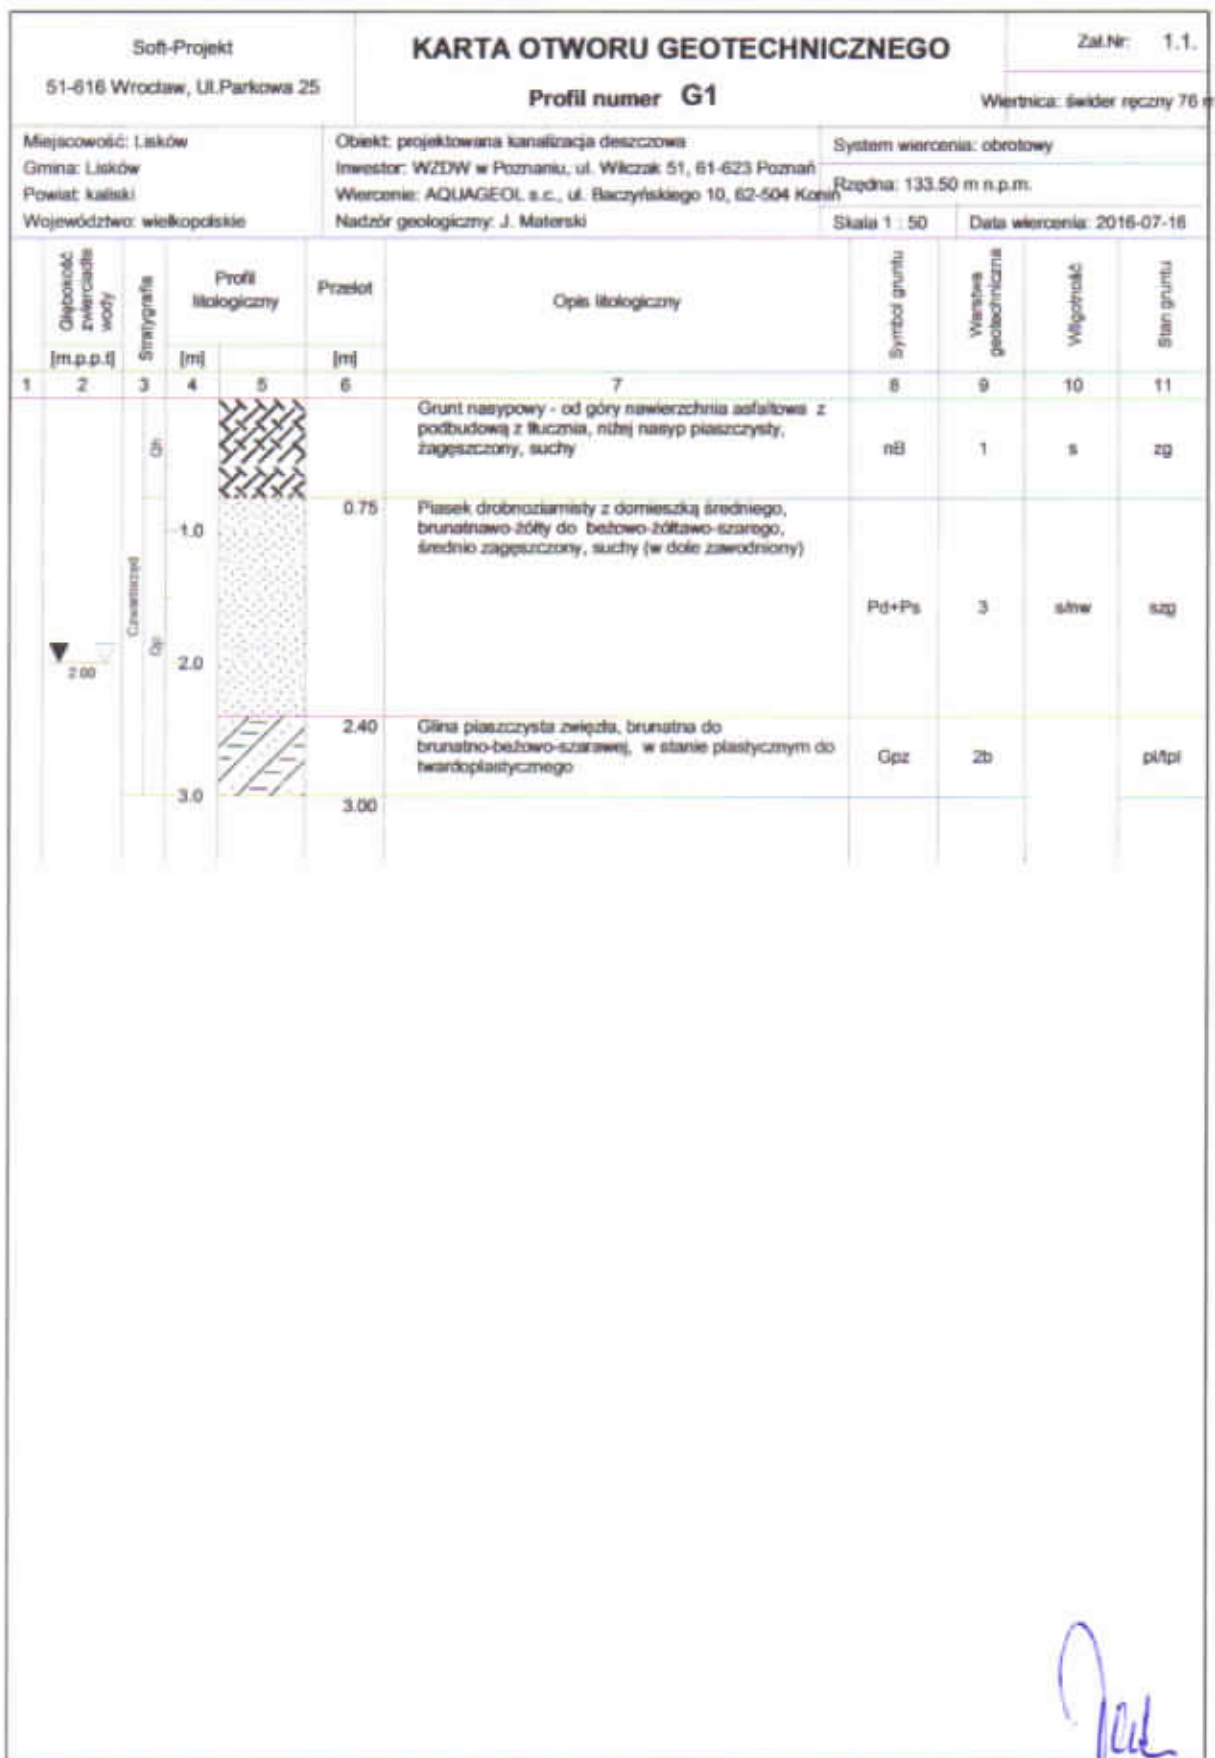 Soft-Projekt
51-616 Wrocław, Ul.Parkowa 25
KARTA OTWORU GEOTECHNICZNEGO
Profil numer G1
Zał.Nr: 1.1.
Wiertnica: świder ręczny 76 m
Miejscowość: Lisków
Gmina: Lisków
Powiat: kaliski
Województwo: wielkopolskie
Obiekt: projektowana kanalizacja deszczowa
Inwestor: WZDW w Poznaniu, ul. Wilczak 51, 61-623 Poznań
Wiercenie: AQUAGEOL s.c., ul. Baczyńskiego 10, 62-504 Konin
Nadzór geologiczny: J. Materski
System wiercenia: obrotowy
Rzędna: 133.50 m n.p.m.
Skala 1 : 50
Data wiercenia: 2016-07-16
Głębokość
zwierciadła
wody
[m.p.p.t]
Stratygrafia
Profil
litologiczny
[m]
Przelot
[m]
Opis litologiczny
Symbol gruntu
Warstwa
geotechniczna
Wilgotność
Stan gruntu
1 2 3 4 5 6 7 8 9 10 11
Qh
Grunt nasypowy - od góry nawierzchnia asfaltowa z
podbudową z tłucznia, niżej nasyp piaszczysty,
zagęszczony, suchy
nB 1 s zg
0.75
Piasek drobnoziarnisty z domieszką średniego,
brunatnawo-żółty do beżowo-żółtawo-szarego,
średnio zagęszczony, suchy (w dole zawodniony)
1.0
Czwartorzęd
Qp
Pd+Ps 3 s/nw szg
2.00
2.0
2.40
Glina piaszczysta zwięzła, brunatna do
brunatno-beżowo-szarawej, w stanie plastycznym do
twardoplastycznego
Gpz 2b pl/tpl
3.0
3.00